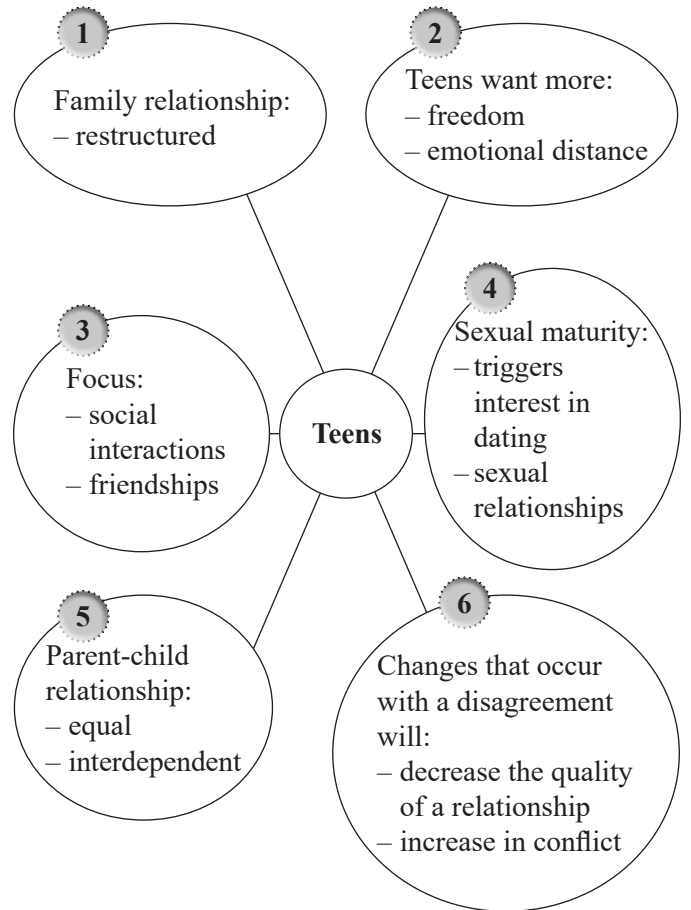 1
Family relationship:
– restructured
2
Teens want more:
– freedom
– emotional distance
3
Focus:
– social
interactions
– friendships
4
Sexual maturity:
– triggers
interest in
dating
– sexual
relationships
Teens
5
Parent-child
relationship:
– equal
– interdependent
6
Changes that occur
with a disagreement
will:
– decrease the quality
of a relationship
– increase in conflict